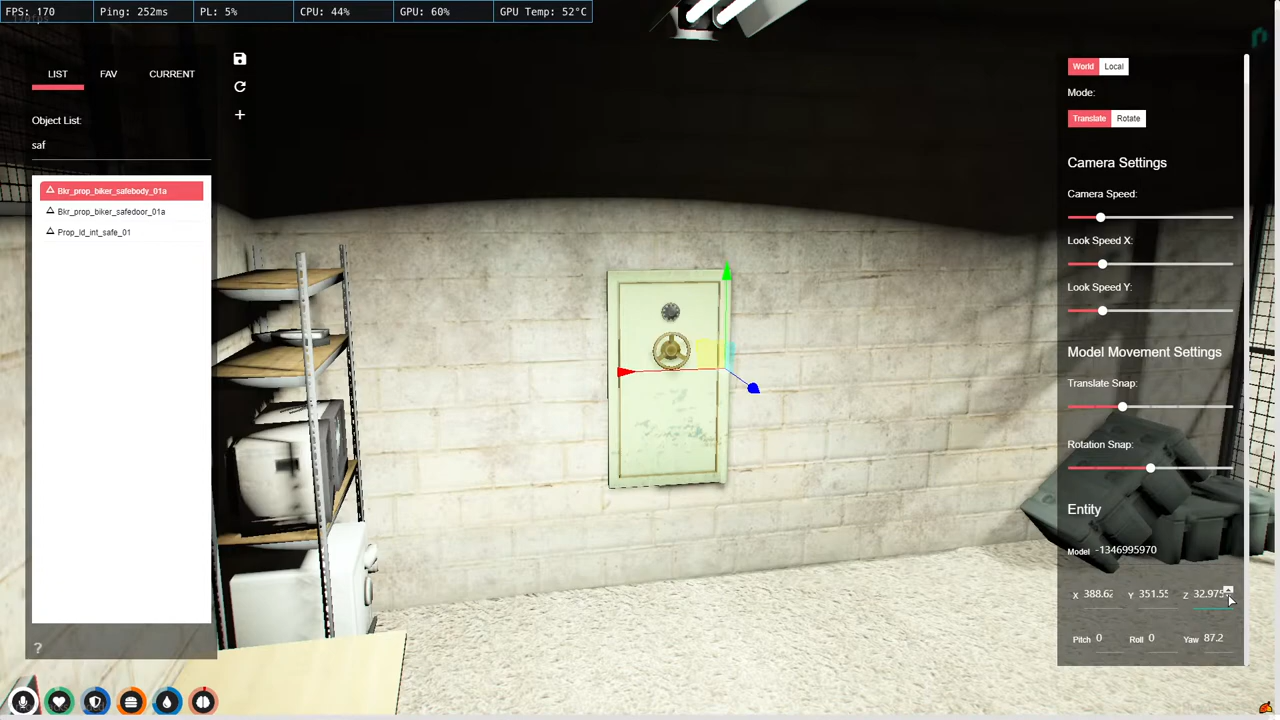 FPS: 170 Ping: 252ms PL: 5% CPU: 44% GPU: 60% GPU Temp: 52°C
LIST FAV CURRENT
Object List:
saf
Bkr_prop_biker_safebody_01a
Bkr_prop_biker_safedoor_01a
Prop_ld_int_safe_01
?
World Local
Mode:
Translate Rotate
Camera Settings
Camera Speed:
Look Speed X:
Look Speed Y:
Model Movement Settings
Translate Snap:
Rotation Snap:
Entity
Model -1346995970
X 388.62 Y 351.55 Z 32.975
Pitch 0 Roll 0 Yaw 87.2